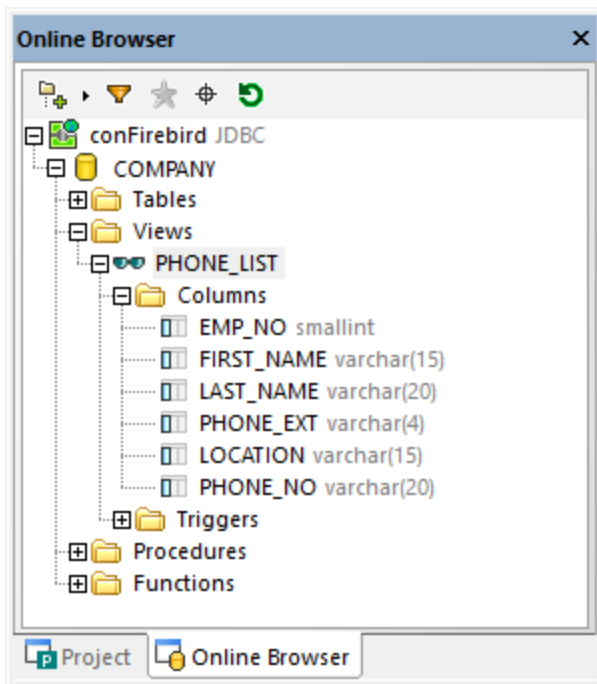 Online Browser
conFirebird JDBC
COMPANY
Tables
Views
PHONE_LIST
Columns
EMP_NO smallint
FIRST_NAME varchar(15)
LAST_NAME varchar(20)
PHONE_EXT varchar(4)
LOCATION varchar(15)
PHONE_NO varchar(20)
Triggers
Procedures
Functions
Project Online Browser